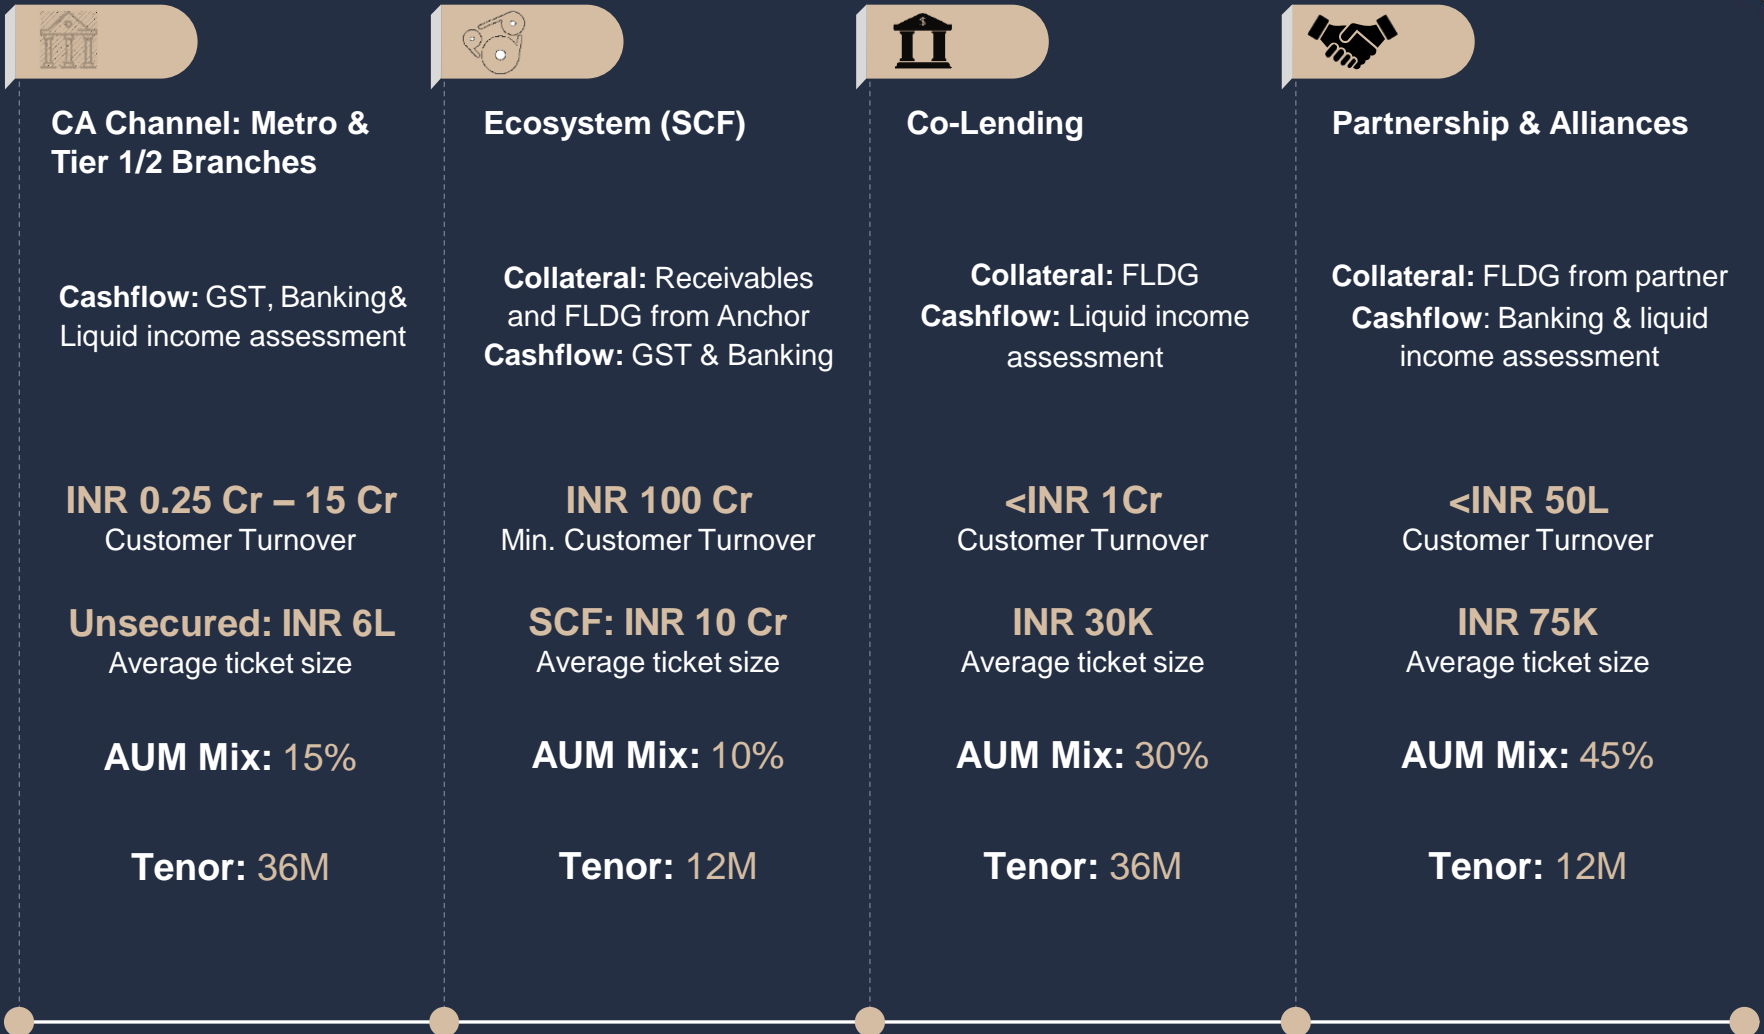 CA Channel: Metro &
Tier 1/2 Branches
Cashflow: GST, Banking&
Liquid income assessment
INR 0.25 Cr – 15 Cr
Customer Turnover
Unsecured: INR 6L
Average ticket size
AUM Mix: 15%
Tenor: 36M
Ecosystem (SCF)
Collateral: Receivables
and FLDG from Anchor
Cashflow: GST & Banking
INR 100 Cr
Min. Customer Turnover
SCF: INR 10 Cr
Average ticket size
AUM Mix: 10%
Tenor: 12M
$
Co-Lending
Collateral: FLDG
Cashflow: Liquid income
assessment
<INR 1Cr
Customer Turnover
INR 30K
Average ticket size
AUM Mix: 30%
Tenor: 36M
Partnership & Alliances
Collateral: FLDG from partner
Cashflow: Banking & liquid
income assessment
<INR 50L
Customer Turnover
INR 75K
Average ticket size
AUM Mix: 45%
Tenor: 12M